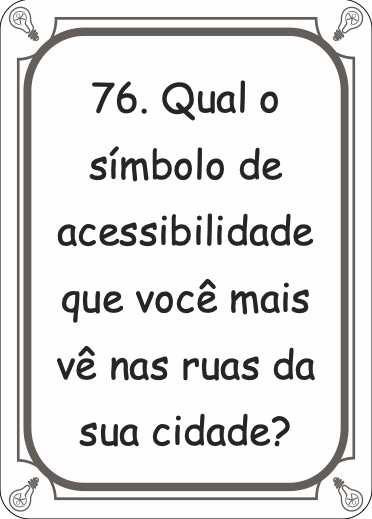 76. Qual o
símbolo de
acessibilidade
que você mais
vê nas ruas da
sua cidade?